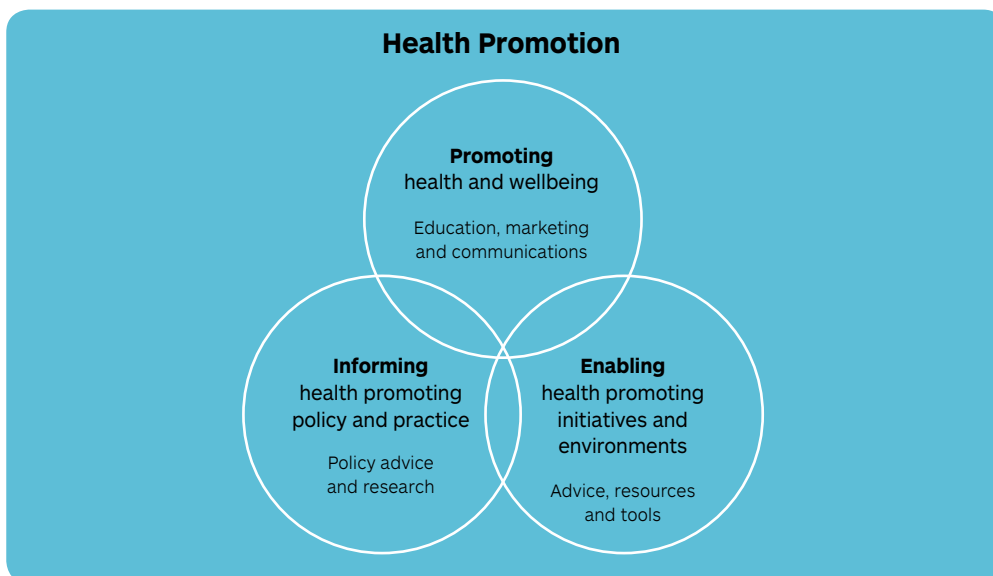 Health Promotion
Promoting
health and wellbeing
Education, marketing
and communications
Informing
health promoting
policy and practice
Policy advice
and research
Enabling
health promoting
initiatives and
environments
Advice, resources
and tools